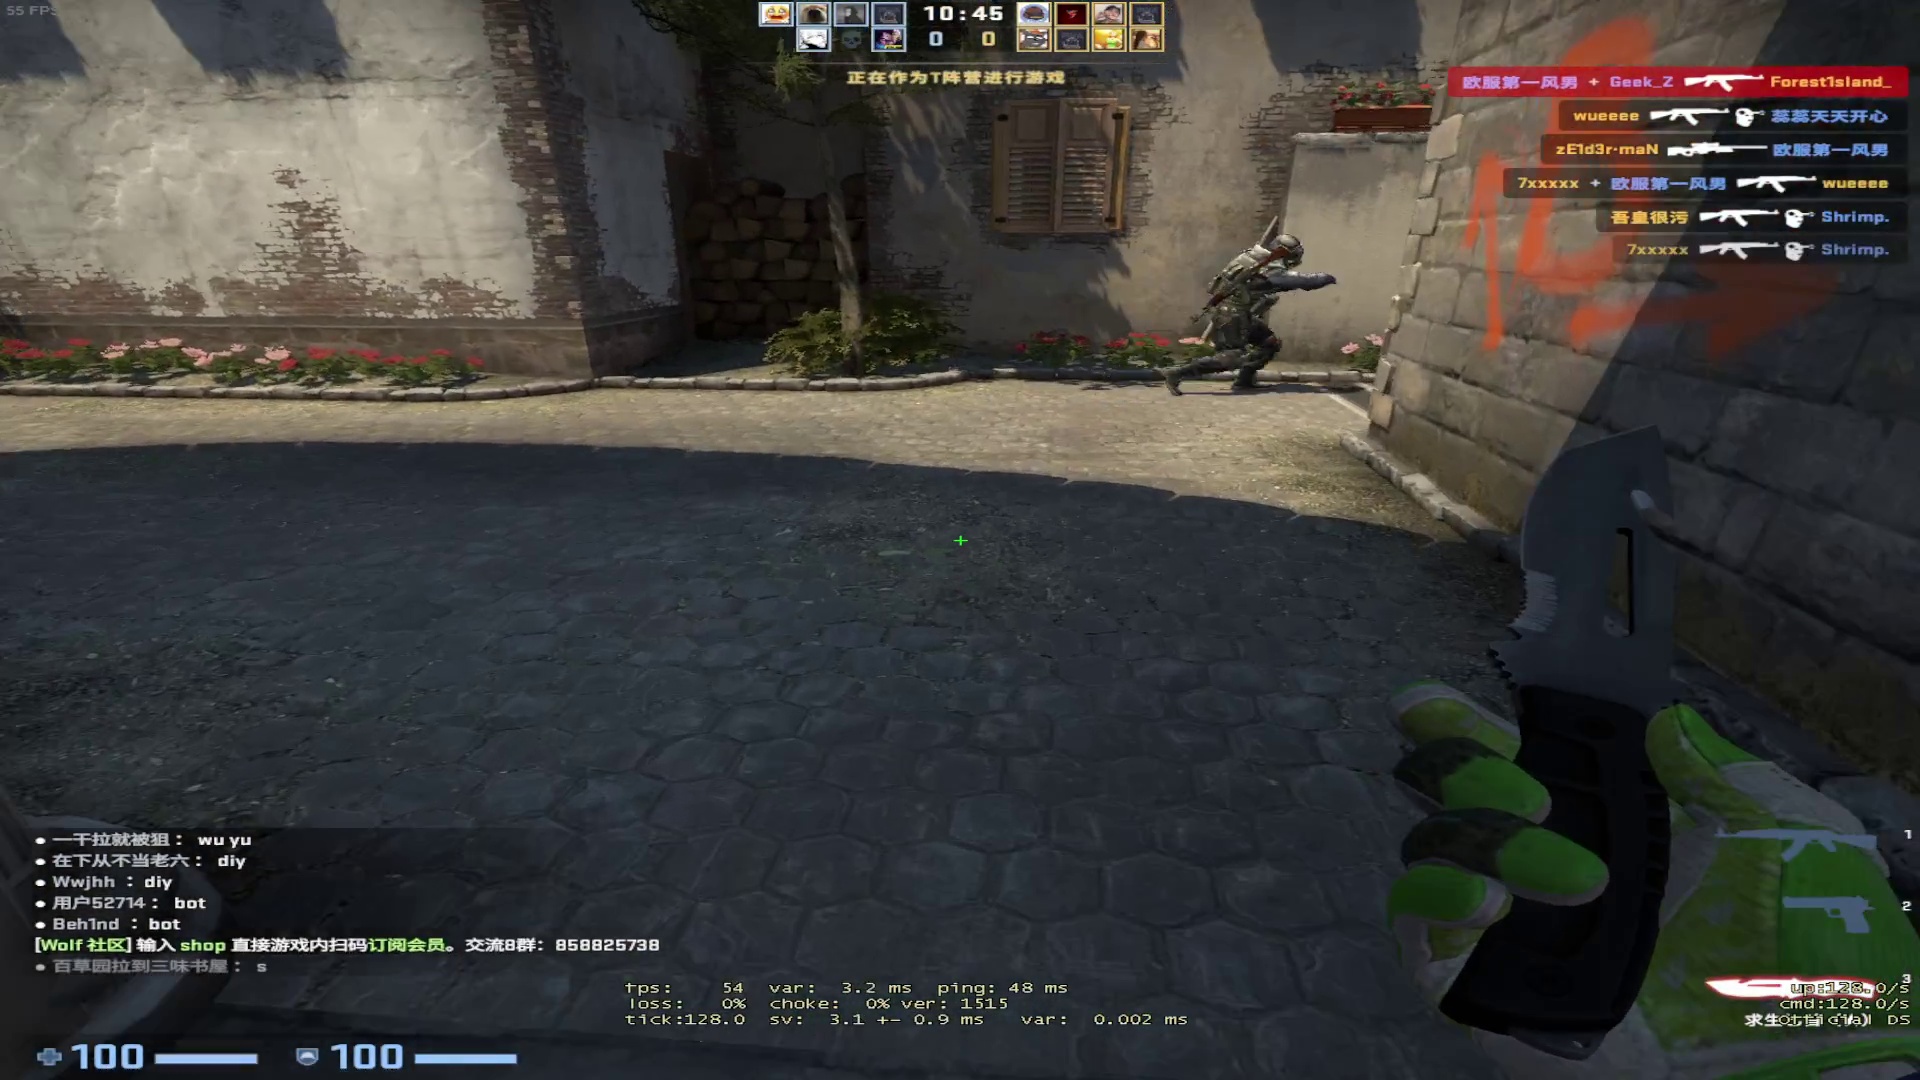 55 FPS
10:45
0 0
正在作为T阵营进行游戏
欧服第一风男 + Geek_Z Forest1sland_
wueeee 蕊蕊天天开心
zE1d3r·maN 欧服第一风男
7xxxxx + 欧服第一风男 wueeee
吾皇很污 Shrimp.
7xxxxx Shrimp.
一干拉就被狙： wu yu
在下从不当老六： diy
Wwjhh ： diy
用户52714： bot
Beh1nd ： bot
[Wolf 社区] 输入 shop 直接游戏内扫码订阅会员。交流8群：858825738
百草园拉到三味书屋： s
fps: 54 var: 3.2 ms ping: 48 ms
loss: 0% choke: 0% ver: 1515
tick:128.0 sv: 3.1 +- 0.9 ms var: 0.002 ms
1
2
3
up:128.0/s
cmd:128.0/s
求生
DS
100 100